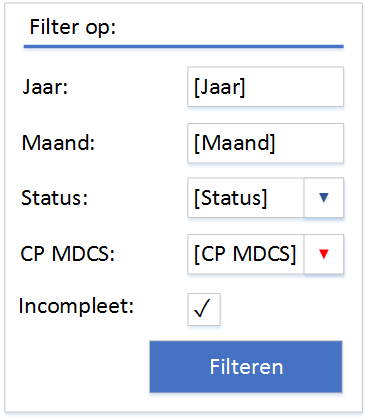 Filter op:
Jaar: [Jaar]
Maand: [Maand]
Status: [Status] ▼
CP MDCS: [CP MDCS] ▼
Incompleet: ✓
Filteren